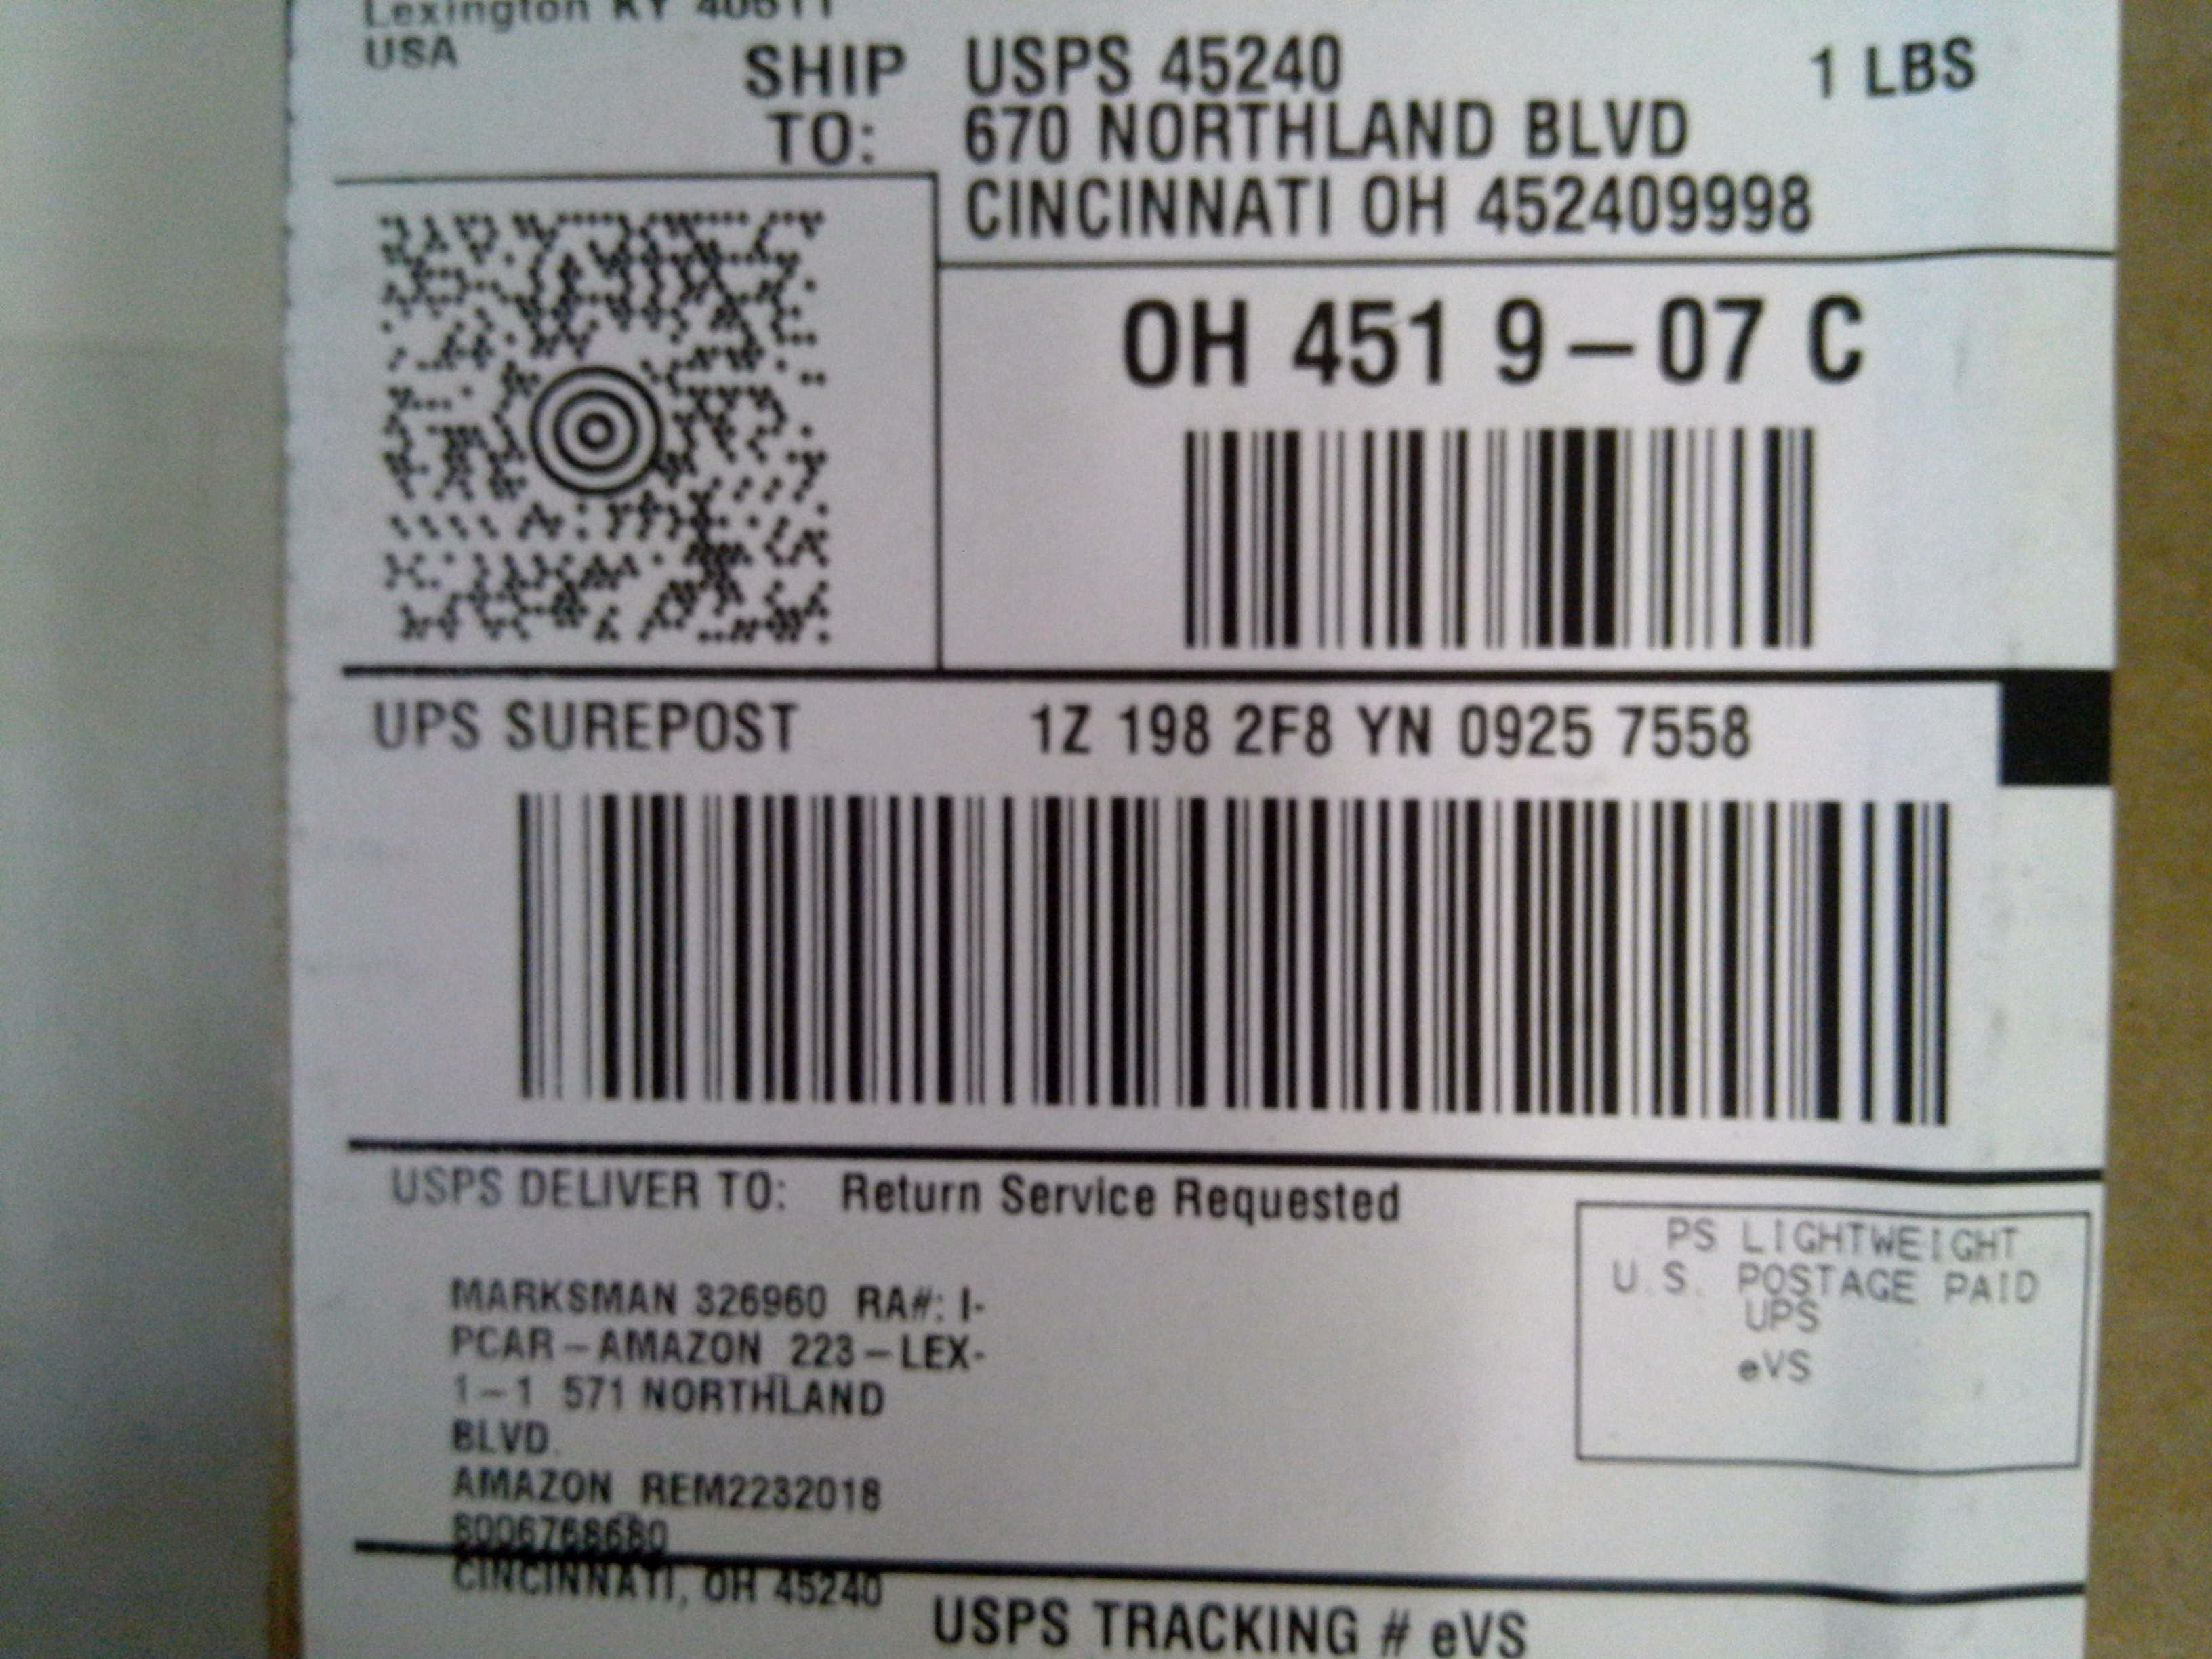 Lexington KY 40511
USA
SHIP TO:
USPS 45240
670 NORTHLAND BLVD
CINCINNATI OH 452409998
1 LBS
OH 451 9-07 C
UPS SUREPOST
1Z 198 2F8 YN 0925 7558
USPS DELIVER TO: Return Service Requested
MARKSMAN 326960 RA#: I-
PCAR-AMAZON 223-LEX-
1-1 571 NORTHLAND
BLVD.
AMAZON REM2232018
8006768680
CINCINNATI, OH 45240
PS LIGHTWEIGHT
U.S. POSTAGE PAID
UPS
eVS
USPS TRACKING # eVS